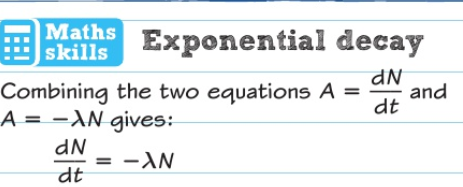 Maths skills Exponential decay
Combining the two equations A = dN/dt and
A = −λN gives:
dN/dt = −λN